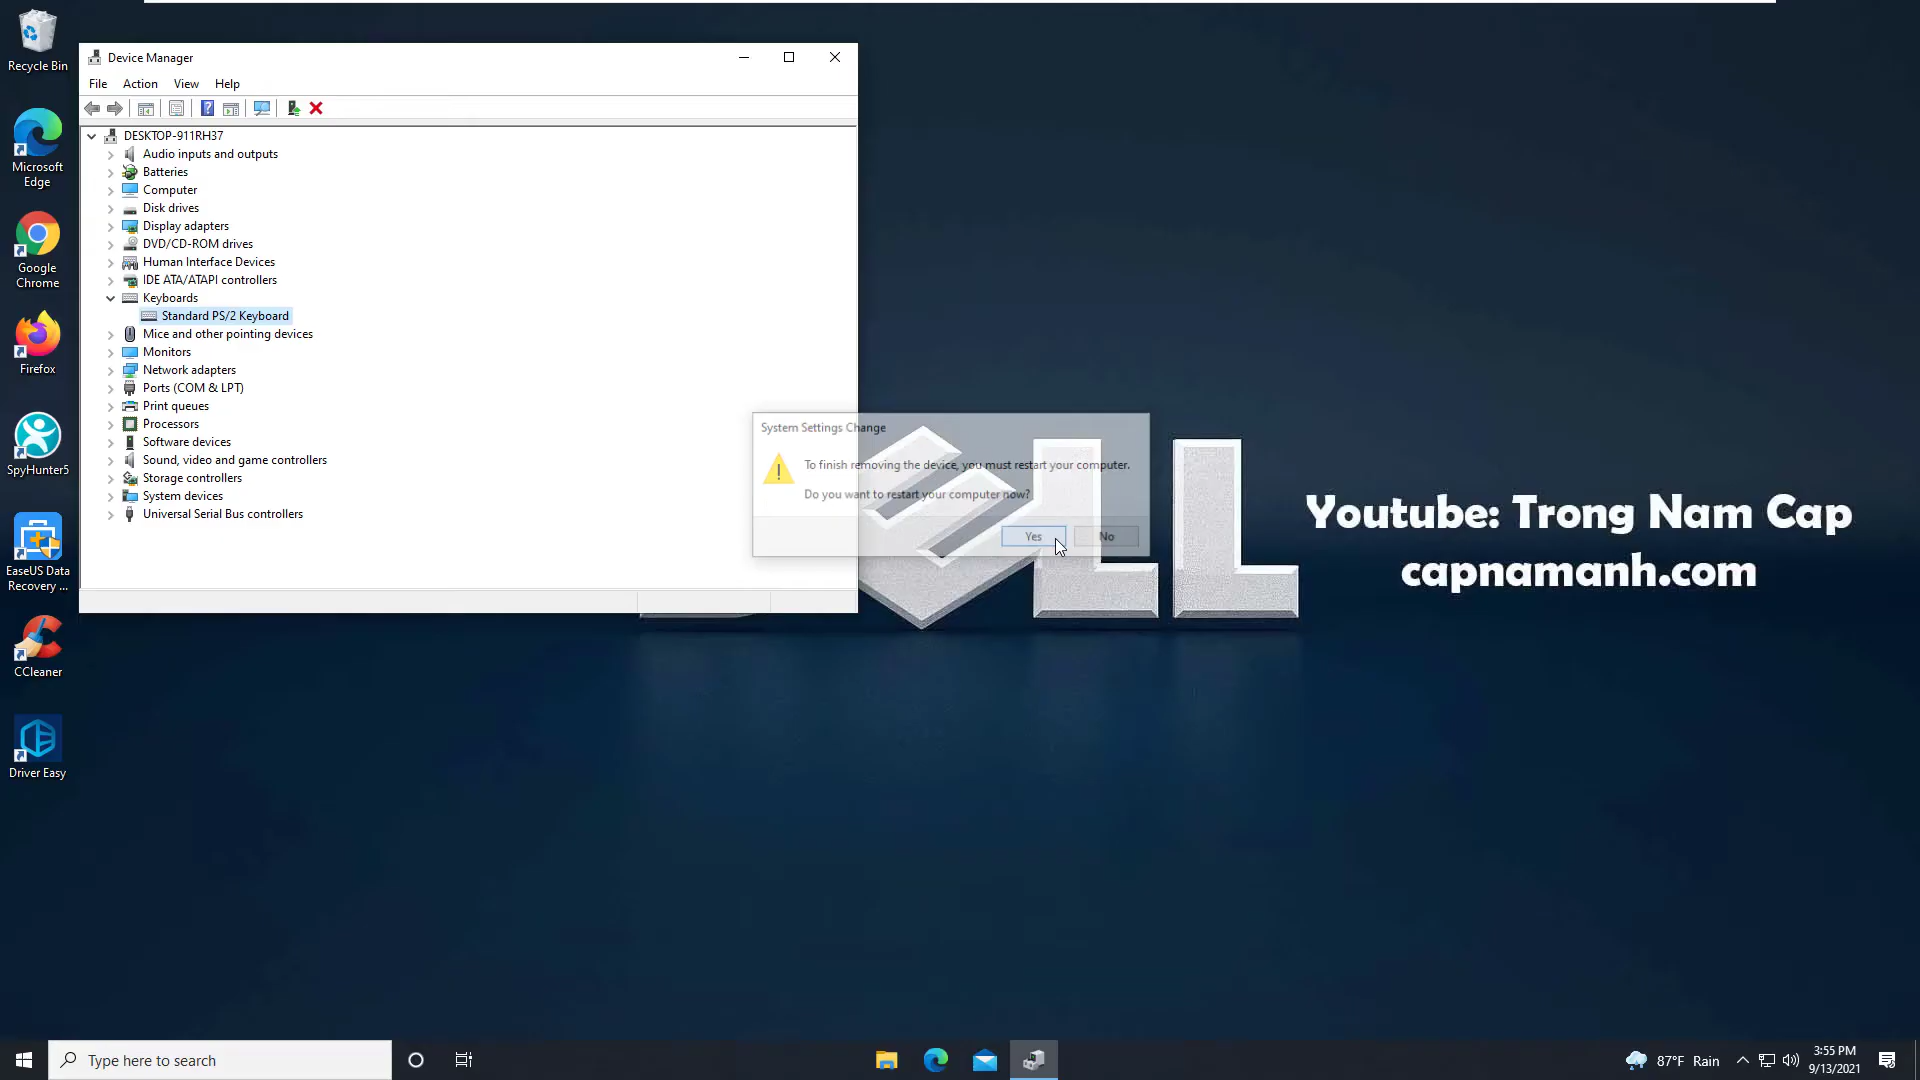 Recycle Bin
Microsoft
Edge
Google
Chrome
Firefox
SpyHunter5
EaseUS Data
Recovery ...
CCleaner
Driver Easy
Device Manager
File Action View Help
DESKTOP-911RH37
Audio inputs and outputs
Batteries
Computer
Disk drives
Display adapters
DVD/CD-ROM drives
Human Interface Devices
IDE ATA/ATAPI controllers
Keyboards
Standard PS/2 Keyboard
Mice and other pointing devices
Monitors
Network adapters
Ports (COM & LPT)
Print queues
Processors
Software devices
Sound, video and game controllers
Storage controllers
System devices
Universal Serial Bus controllers
System Settings Change
To finish removing the device, you must restart your computer.
Do you want to restart your computer now?
Yes No
Youtube: Trong Nam Cap
capnamanh.com
Type here to search
87°F Rain
3:55 PM
9/13/2021